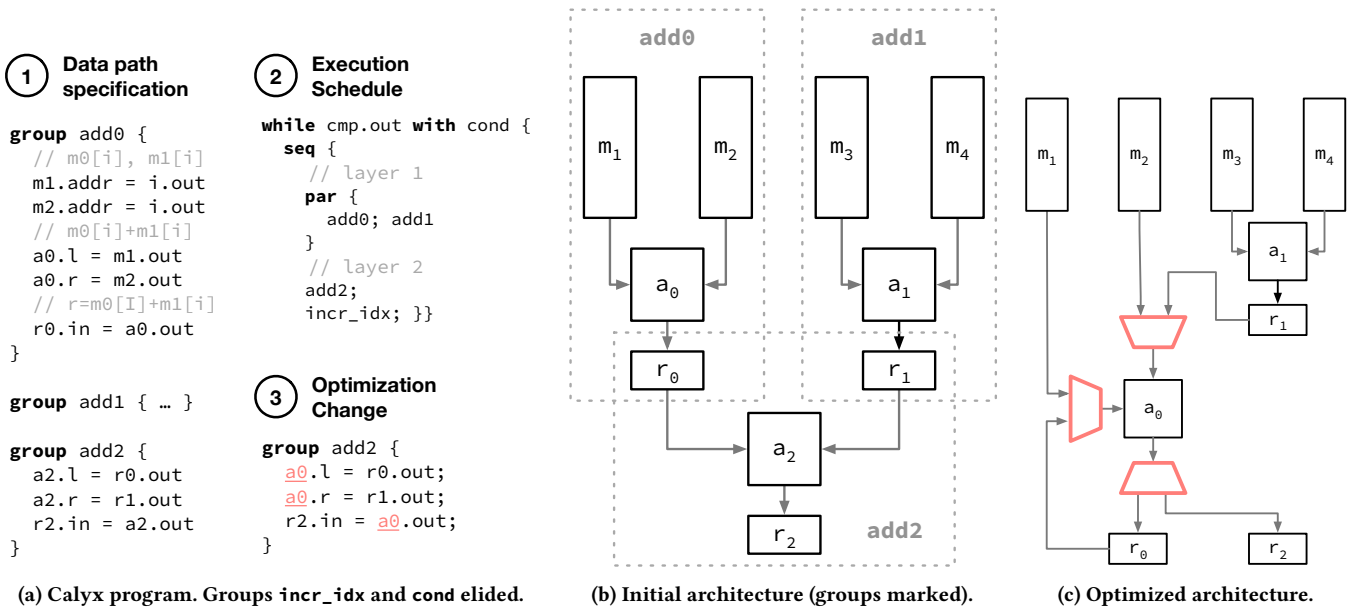 1 Data path
specification
group add0 {
// m0[i], m1[i]
m1.addr = i.out
m2.addr = i.out
// m0[i]+m1[i]
a0.l = m1.out
a0.r = m2.out
// r=m0[I]+m1[i]
r0.in = a0.out
}
group add1 { … }
group add2 {
a2.l = r0.out
a2.r = r1.out
r2.in = a2.out
}
2 Execution
Schedule
while cmp.out with cond {
seq {
// layer 1
par {
add0; add1
}
// layer 2
add2;
incr_idx; }}
3 Optimization
Change
group add2 {
a0.l = r0.out;
a0.r = r1.out;
r2.in = a0.out;
}
(a) Calyx program. Groups incr_idx and cond elided.
add0
add1
m1
m2
m3
m4
a0
a1
r0
r1
a2
r2
add2
(b) Initial architecture (groups marked).
m1
m2
m3
m4
a1
r1
a0
r0
r2
(c) Optimized architecture.